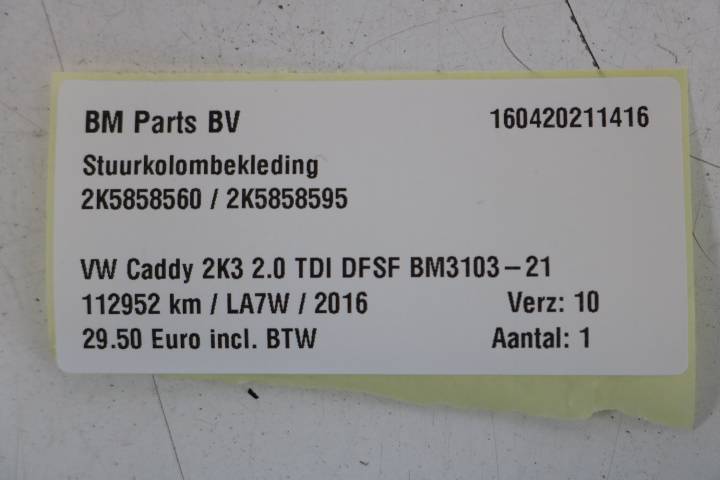 BM Parts BV 160420211416
Stuurkolombekleding
2K5858560 / 2K5858595
VW Caddy 2K3 2.0 TDI DFSF BM3103-21
112952 km / LA7W / 2016 Verz: 10
29.50 Euro incl. BTW Aantal: 1